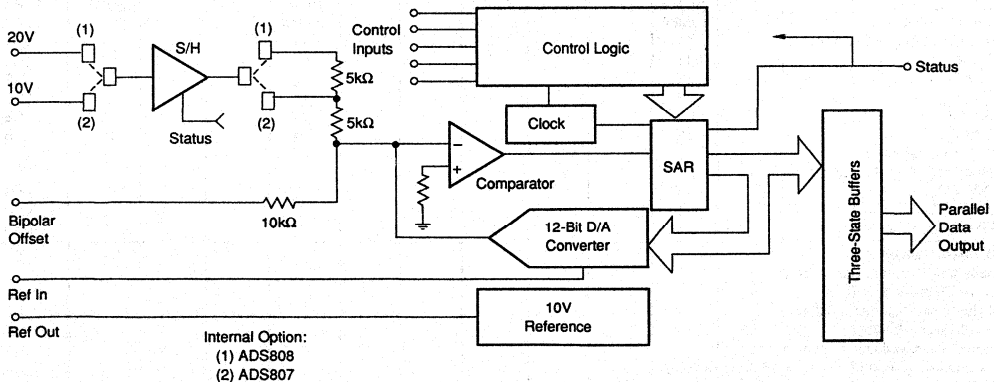 20V
(1)
S/H
(1)
5kΩ
10V
(2)
Status
(2)
5kΩ
Control
Inputs
Control Logic
Clock
Status
SAR
−
+
Comparator
Bipolar
Offset
10kΩ
12-Bit D/A
Converter
Three-State Buffers
Parallel
Data
Output
Ref In
Ref Out
10V
Reference
Internal Option:
(1) ADS808
(2) ADS807